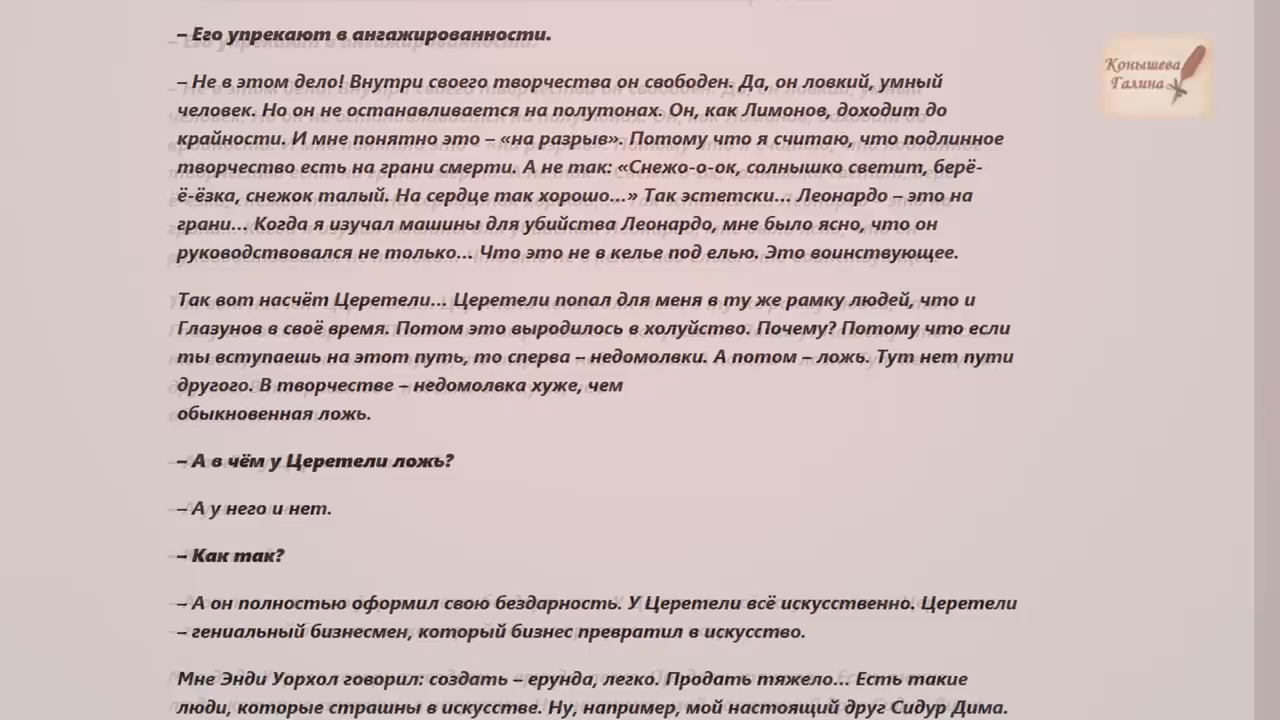 – Его упрекают в ангажированности.
– Не в этом дело! Внутри своего творчества он свободен. Да, он ловкий, умный
человек. Но он не останавливается на полутонах. Он, как Лимонов, доходит до
крайности. И мне понятно это – «на разрыв». Потому что я считаю, что подлинное
творчество есть на грани смерти. А не так: «Снежо-о-ок, солнышко светит, берё-
ё-ёзка, снежок талый. На сердце так хорошо...» Так эстетски... Леонардо – это на
грани... Когда я изучал машины для убийства Леонардо, мне было ясно, что он
руководствовался не только... Что это не в келье под елью. Это воинствующее.
Так вот насчёт Церетели... Церетели попал для меня в ту же рамку людей, что и
Глазунов в своё время. Потом это выродилось в холуйство. Почему? Потому что если
ты вступаешь на этот путь, то сперва – недомолвки. А потом – ложь. Тут нет пути
другого. В творчестве – недомолвка хуже, чем
обыкновенная ложь.
– А в чём у Церетели ложь?
– А у него и нет.
– Как так?
– А он полностью оформил свою бездарность. У Церетели всё искусственно. Церетели
– гениальный бизнесмен, который бизнес превратил в искусство.
Мне Энди Уорхол говорил: создать – ерунда, легко. Продать тяжело... Есть такие
люди, которые страшны в искусстве. Ну, например, мой настоящий друг Сидур Дима.
Конышева
Галина